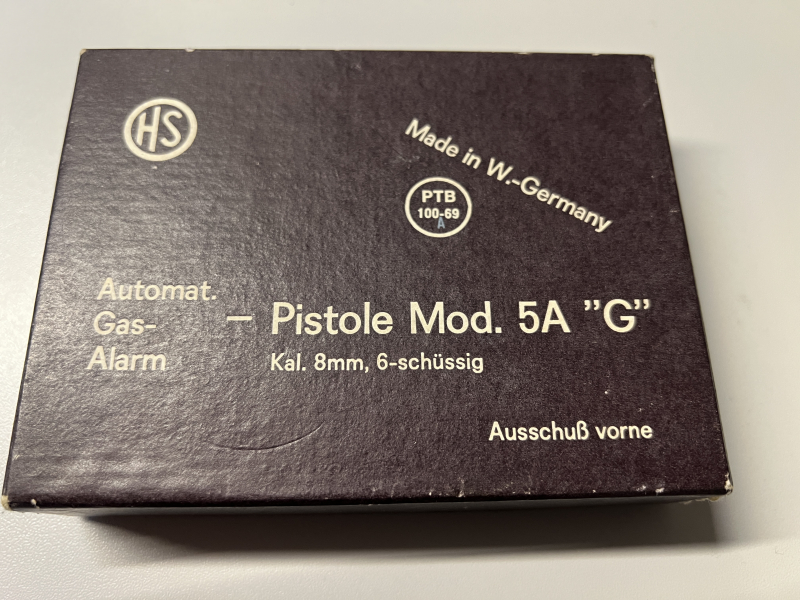 HS
Made in W.-Germany
PTB
100-69
A
Automat.
Gas-
Alarm
– Pistole Mod. 5A "G"
Kal. 8mm, 6-schüssig
Ausschuß vorne